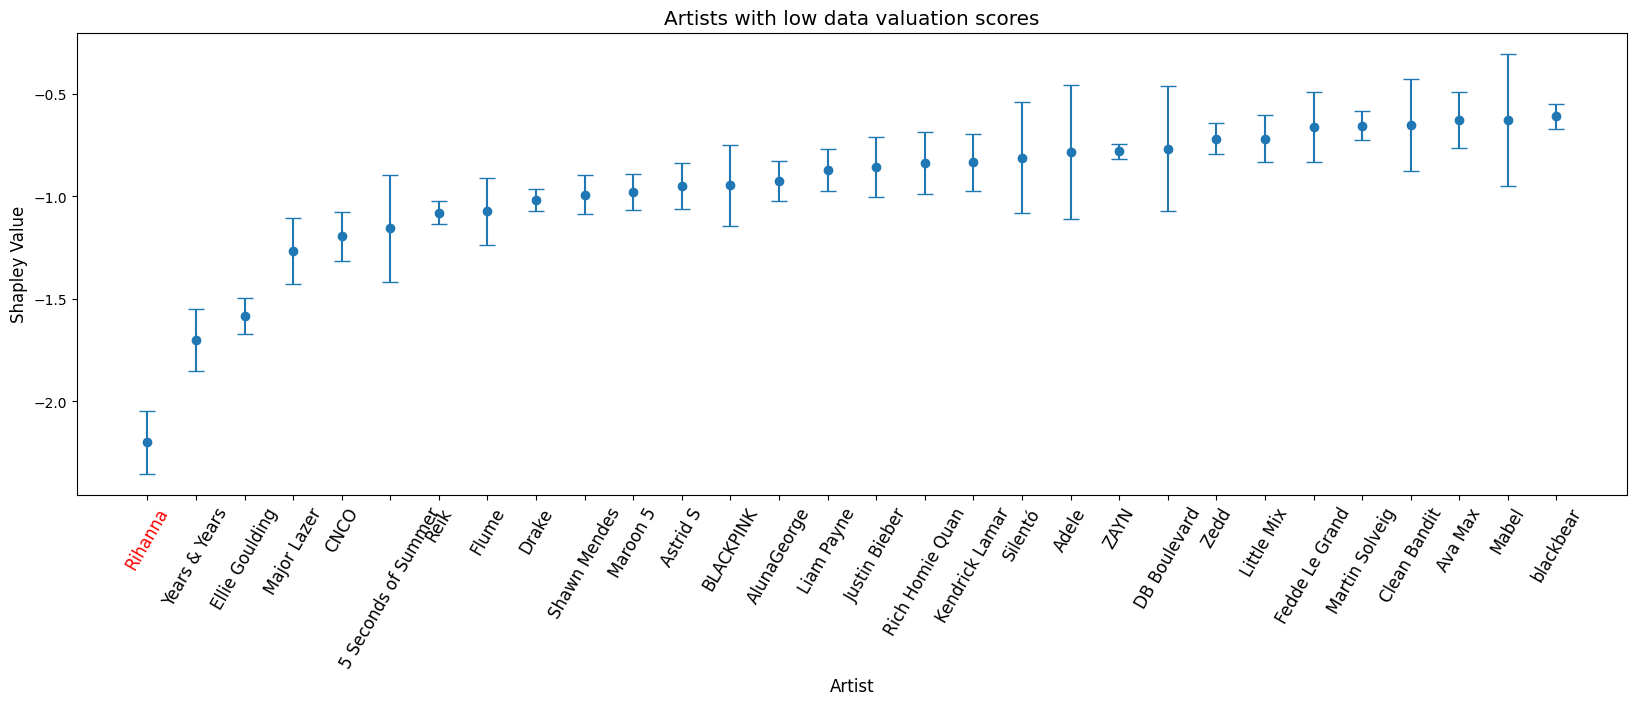 Artists with low data valuation scores
Shapley Value
−0.5
−1.0
−1.5
−2.0
Rihanna
Years & Years
Ellie Goulding
Major Lazer
CNCO
5 Seconds of Summer
Reik
Flume
Drake
Shawn Mendes
Maroon 5
Astrid S
BLACKPINK
AlunaGeorge
Liam Payne
Justin Bieber
Rich Homie Quan
Kendrick Lamar
Silentó
Adele
ZAYN
DB Boulevard
Zedd
Little Mix
Fedde Le Grand
Martin Solveig
Clean Bandit
Ava Max
Mabel
blackbear
Artist